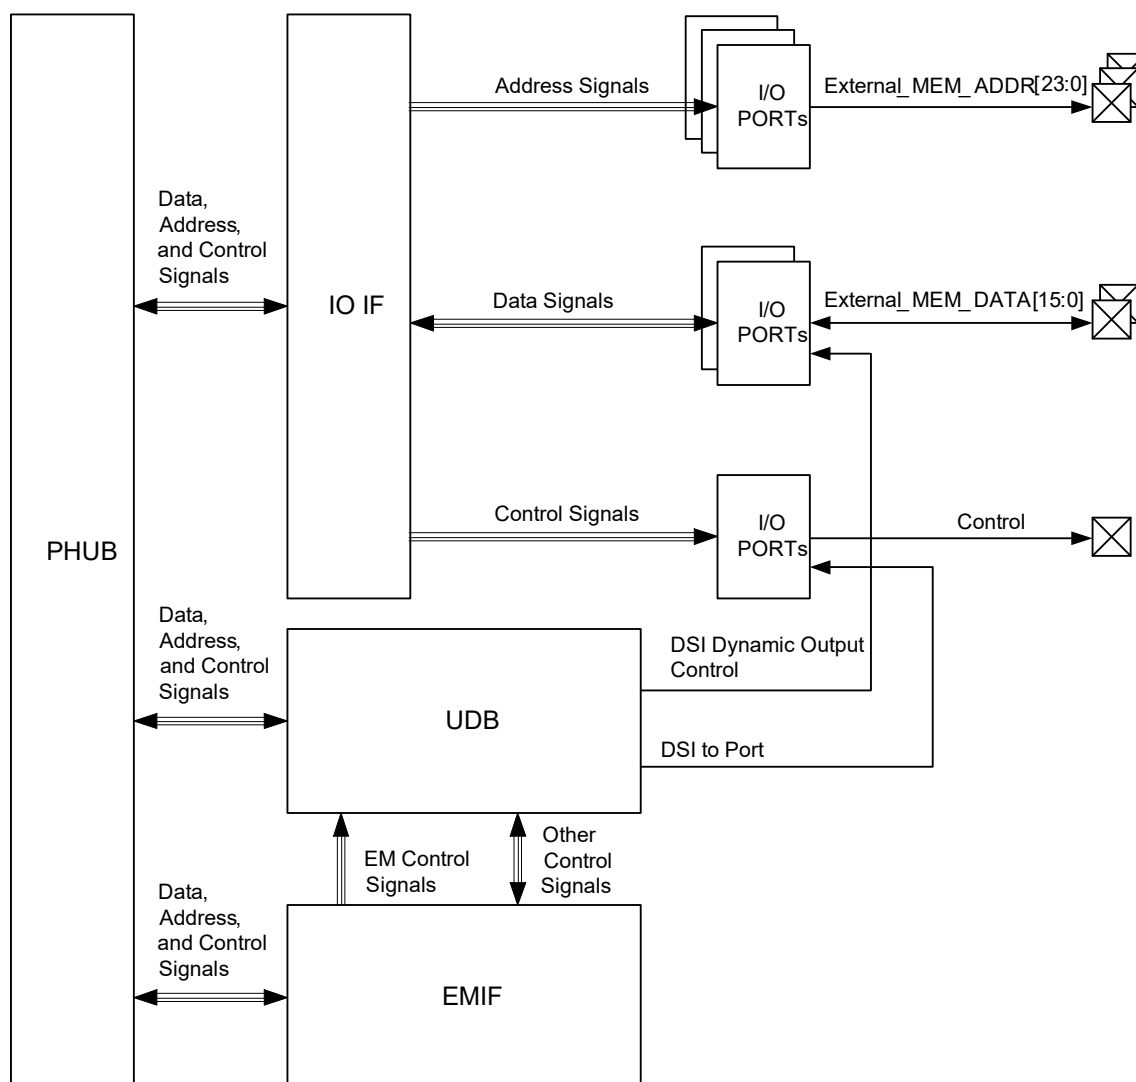 Address Signals
I/O
PORTs
External_MEM_ADDR[23:0]
Data,
Address,
and Control
Signals
IO IF
Data Signals
I/O
PORTs
External_MEM_DATA[15:0]
Control Signals
I/O
PORTs
Control
PHUB
Data,
Address,
and Control
Signals
UDB
DSI Dynamic Output
Control
DSI to Port
EM Control
Signals
Other
Control
Signals
Data,
Address,
and Control
Signals
EMIF